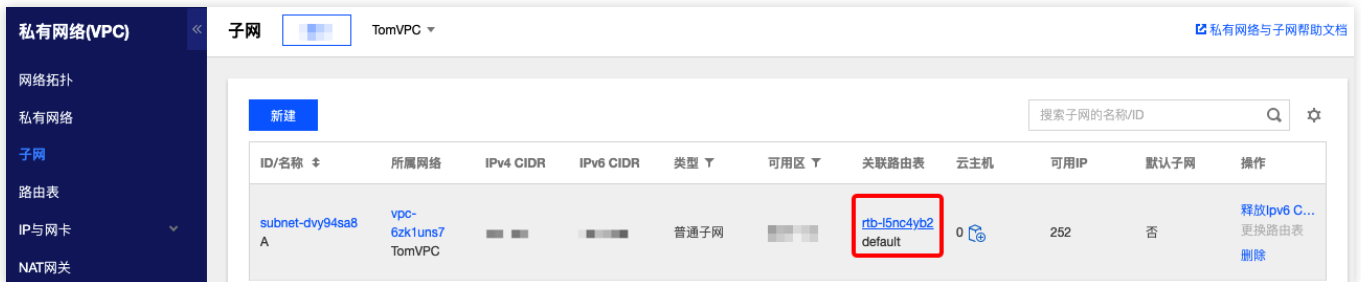 私有网络(VPC)
«
子网
TomVPC
私有网络与子网帮助文档
网络拓扑
私有网络
子网
路由表
IP与网卡
NAT网关
新建
搜索子网的名称/ID
ID/名称 所属网络 IPv4 CIDR IPv6 CIDR 类型 可用区 关联路由表 云主机 可用IP 默认子网 操作
subnet-dvy94sa8
A
vpc-
6zk1uns7
TomVPC
普通子网
rtb-l5nc4yb2
default
0
252
否
释放Ipv6 C...
更换路由表
删除